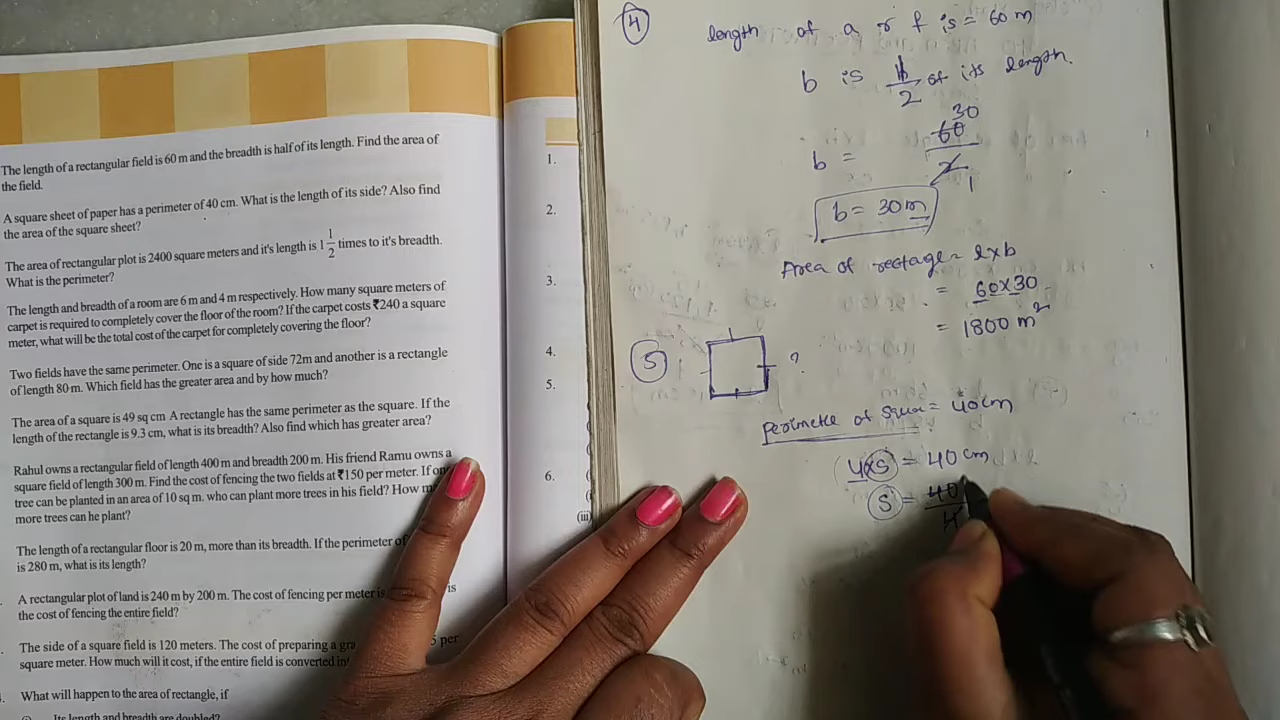 The length of a rectangular field is 60 m and the breadth is half of its length. Find the area of
the field.
A square sheet of paper has a perimeter of 40 cm. What is the length of its side? Also find
the area of the square sheet?
The area of rectangular plot is 2400 square meters and it's length is 1 1/2 times to it's breadth.
What is the perimeter?
The length and breadth of a room are 6 m and 4 m respectively. How many square meters of
carpet is required to completely cover the floor of the room? If the carpet costs ₹240 a square
meter, what will be the total cost of the carpet for completely covering the floor?
Two fields have the same perimeter. One is a square of side 72m and another is a rectangle
of length 80 m. Which field has the greater area and by how much?
The area of a square is 49 sq cm A rectangle has the same perimeter as the square. If the
length of the rectangle is 9.3 cm, what is its breadth? Also find which has greater area?
Rahul owns a rectangular field of length 400 m and breadth 200 m. His friend Ramu owns a
square field of length 300 m. Find the cost of fencing the two fields at ₹150 per meter. If one
tree can be planted in an area of 10 sq m. who can plant more trees in his field? How
more trees can he plant?
The length of a rectangular floor is 20 m, more than its breadth. If the perimeter of
is 280 m, what is its length?
A rectangular plot of land is 240 m by 200 m. The cost of fencing per meter is is
the cost of fencing the entire field?
The side of a square field is 120 meters. The cost of preparing a 5 per
square meter. How much will it cost, if the entire field is converted
What will happen to the area of rectangle, if
Its length and breadth are doubled?
1.
2.
3.
4.
5.
6.
(iii)
4 length of a r f is = 60 m
b is 1/2 of its length.
30
b = 60/2
1
b = 30 m
Area of rectagle = l x b
= 60 x 30
= 1800 m²
5 ?
perimetle of squar = 40 cm
(4 x s = 40 cm
s = 40/4